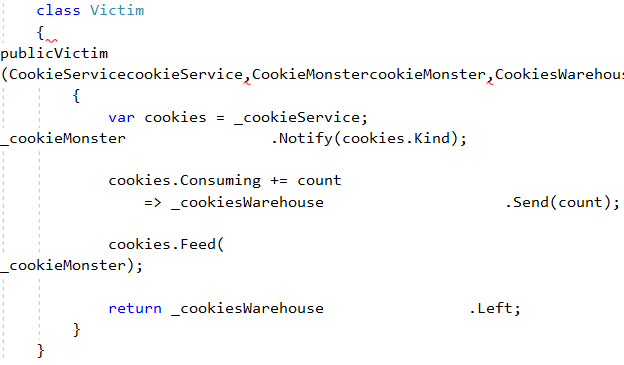 class Victim
{
publicVictim
(CookieServicecookieService,CookieMonstercookieMonster,CookiesWarehous
{
var cookies = _cookieService;
_cookieMonster .Notify(cookies.Kind);
cookies.Consuming += count
=> _cookiesWarehouse .Send(count);
cookies.Feed(
_cookieMonster);
return _cookiesWarehouse .Left;
}
}